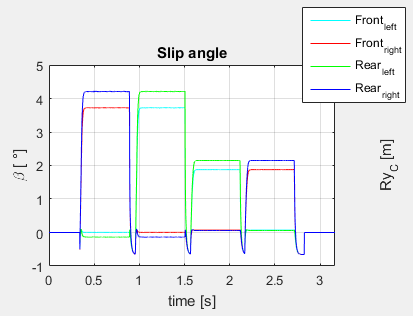 Front_left
Front_right
Rear_left
Rear_right
Slip angle
5
4
3
2
1
0
-1
β [ °]
0 0.5 1 1.5 2 2.5 3
time [s]
Ry_C [m]